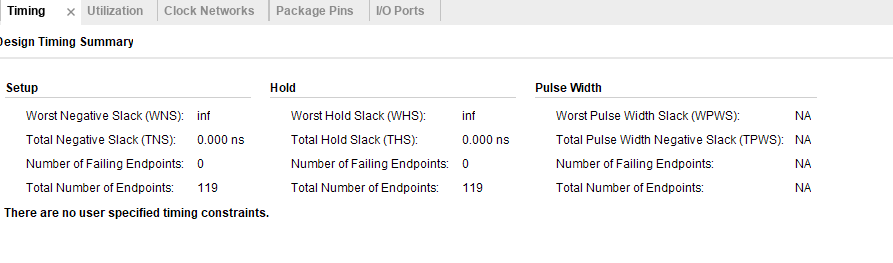 Timing × Utilization Clock Networks Package Pins I/O Ports
Design Timing Summary
Setup Hold Pulse Width
Worst Negative Slack (WNS): inf Worst Hold Slack (WHS): inf Worst Pulse Width Slack (WPWS): NA
Total Negative Slack (TNS): 0.000 ns Total Hold Slack (THS): 0.000 ns Total Pulse Width Negative Slack (TPWS): NA
Number of Failing Endpoints: 0 Number of Failing Endpoints: 0 Number of Failing Endpoints: NA
Total Number of Endpoints: 119 Total Number of Endpoints: 119 Total Number of Endpoints: NA
There are no user specified timing constraints.